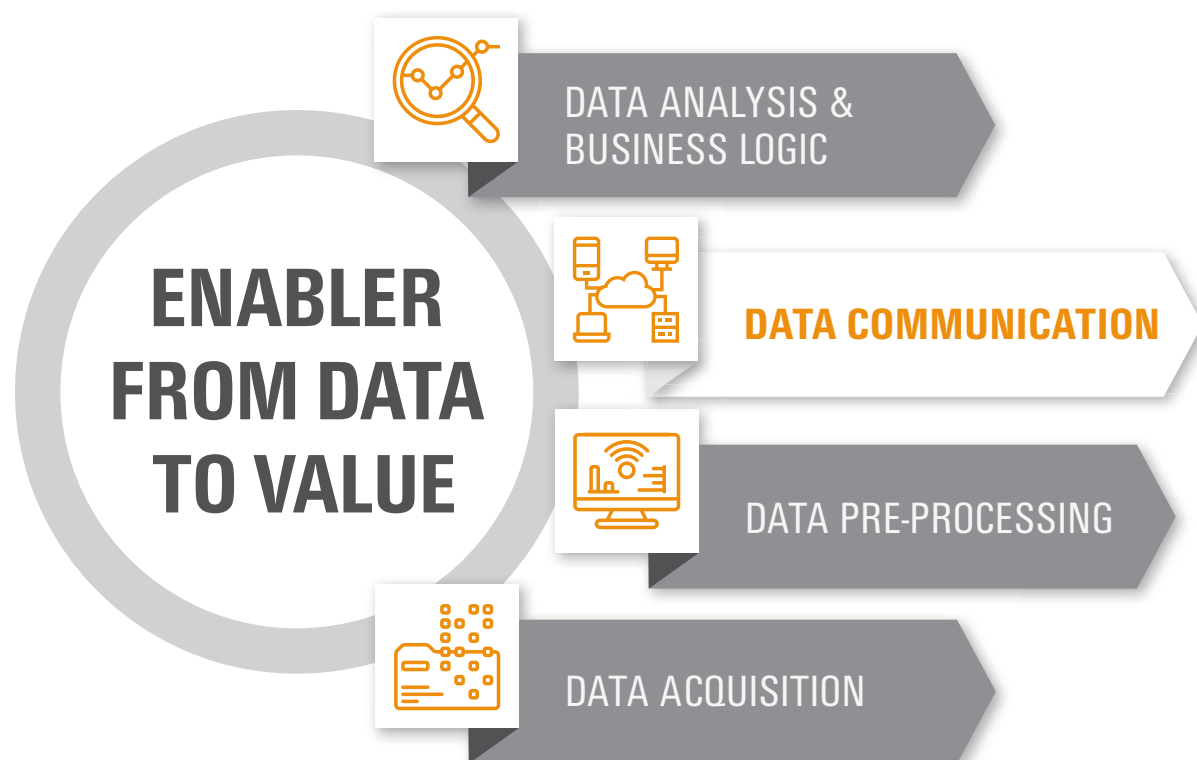 ENABLER
FROM DATA
TO VALUE
DATA ANALYSIS &
BUSINESS LOGIC
DATA COMMUNICATION
DATA PRE-PROCESSING
DATA ACQUISITION